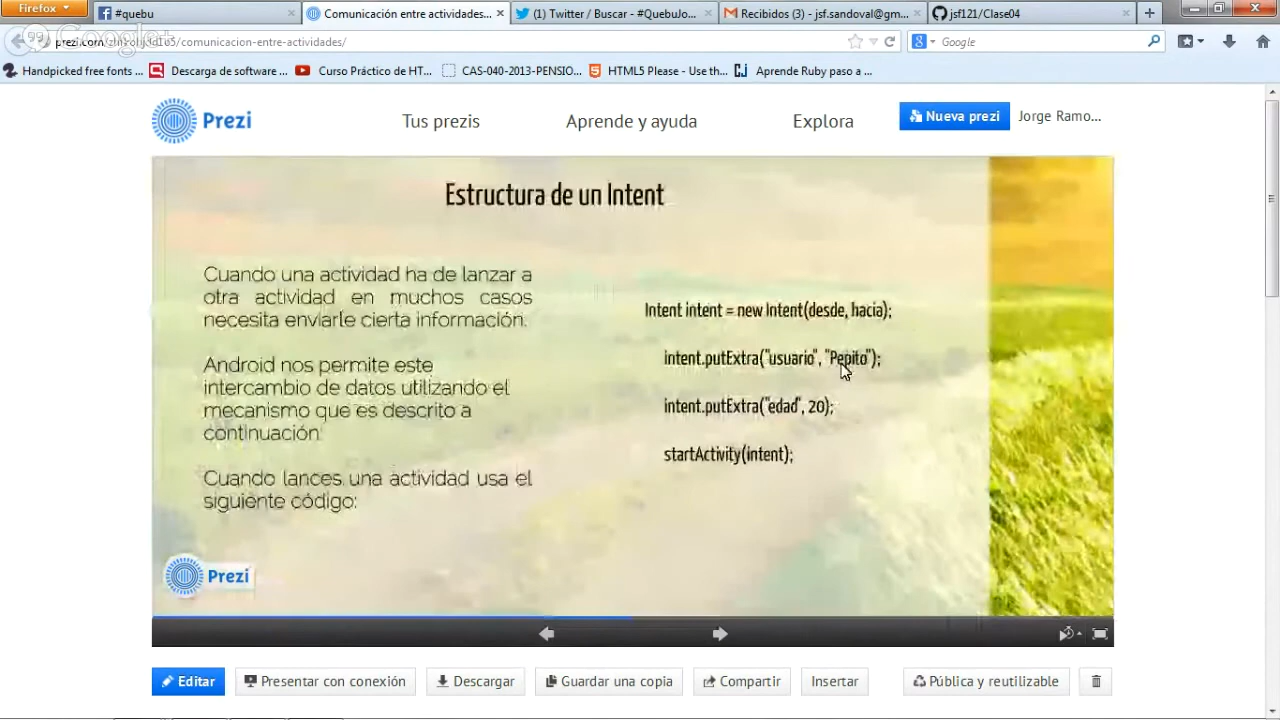 Firefox
#quebu
Comunicación entre actividades...
(1) Twitter / Buscar - #QuebuJo...
Recibidos (3) - jsf.sandoval@gm...
jsf121/Clase04
Google+
prezi.com
/comunicacion-entre-actividades/
Google
Handpicked free fonts ...
Descarga de software ...
Curso Práctico de HT...
CAS-040-2013-PENSIO...
HTML5 Please - Use th...
Aprende Ruby paso a ...
Prezi
Tus prezis
Aprende y ayuda
Explora
Nueva prezi
Jorge Ramo...
Estructura de un Intent
Cuando una actividad ha de lanzar a
otra actividad en muchos casos
necesita enviarle cierta información.
Android nos permite este
intercambio de datos utilizando el
mecanismo que es descrito a
continuación:
Cuando lances una actividad usa el
siguiente código:
Intent intent = new Intent(desde, hacia);
intent.putExtra("usuario", "Pepito");
intent.putExtra("edad", 20);
startActivity(intent);
Prezi
Editar
Presentar con conexión
Descargar
Guardar una copia
Compartir
Insertar
Pública y reutilizable